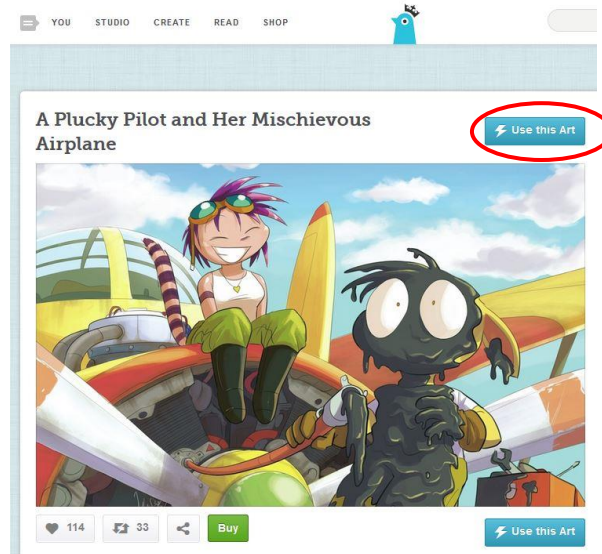 YOU STUDIO CREATE READ SHOP
A Plucky Pilot and Her Mischievous
Airplane
Use this Art
114 33 Buy
Use this Art